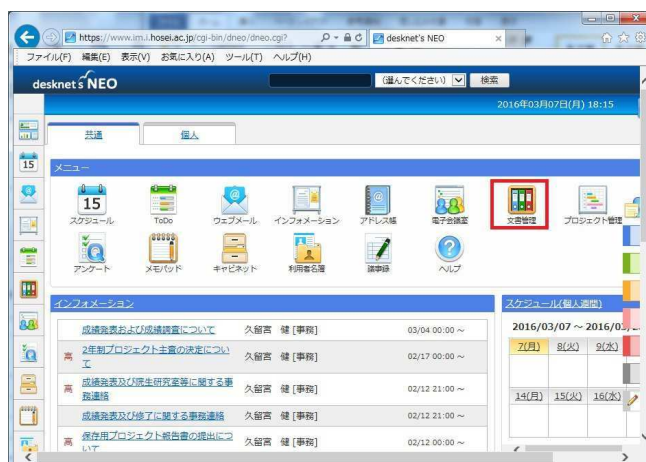 https://www.im.i.hosei.ac.jp/cgi-bin/dneo/dneo.cgi?
desknet's NEO
ファイル(F) 編集(E) 表示(V) お気に入り(A) ツール(T) ヘルプ(H)
desknet's NEO
(選んでください) 検索
2016年03月07日(月) 18:15
共通 個人
15
メニュー
15
スケジュール ToDo ウェブメール インフォメーション アドレス帳 電子会議室 文書管理 プロジェクト管理
アンケート メモパッド キャビネット 利用者名簿 議事録 ヘルプ
インフォメーション
スケジュール(個人週間)
成績発表および成績調査について 久留宮 健 [事務] 03/04 00:00 ～
2016/03/07 ～ 2016/03/
高 2年制プロジェクト主査の決定について 久留宮 健 [事務] 02/17 00:00 ～
7(月) 8(火) 9(水)
高 成績発表及び院生研究室等に関する事務連絡 久留宮 健 [事務] 02/12 21:00 ～
14(月) 15(火) 16(水)
成績発表及び修了に関する事務連絡 久留宮 健 [事務] 02/12 21:00 ～
高 保存用プロジェクト報告書の提出について 久留宮 健 [事務] 02/12 00:00 ～